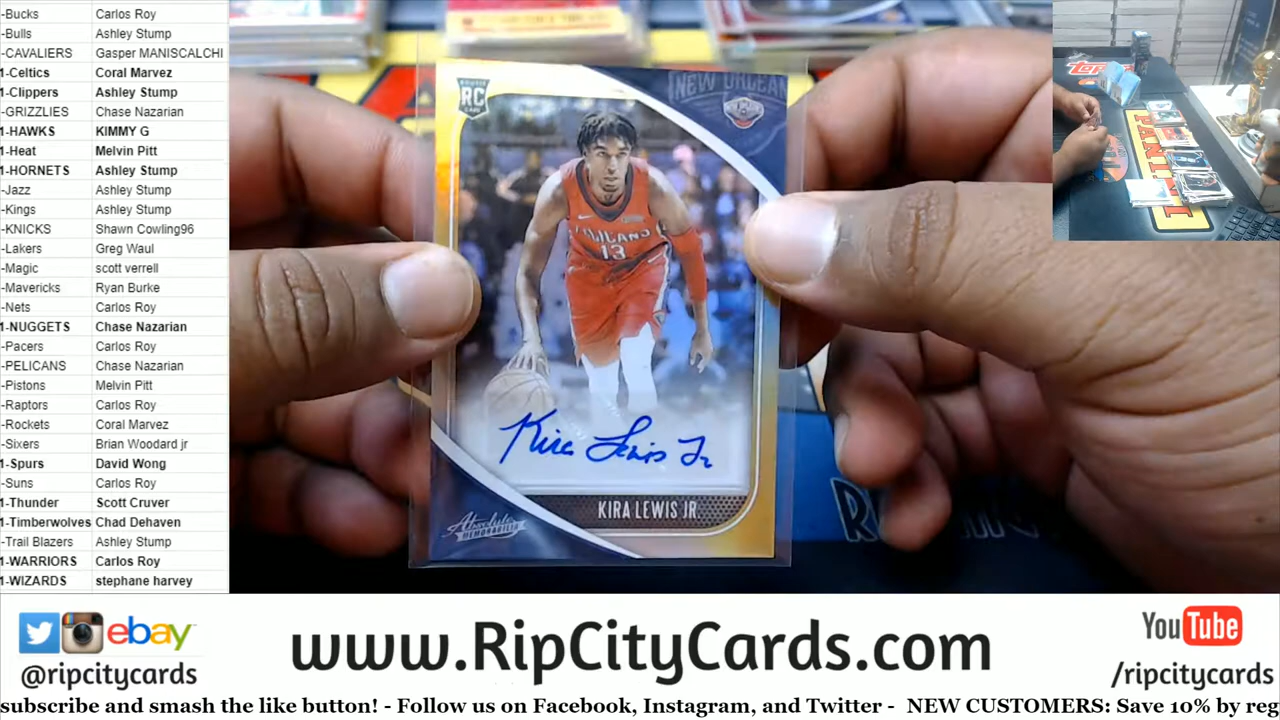 -Bucks Carlos Roy
-Bulls Ashley Stump
-CAVALIERS Gasper MANISCALCHI
1-Celtics Coral Marvez
1-Clippers Ashley Stump
-GRIZZLIES Chase Nazarian
1-HAWKS KIMMY G
1-Heat Melvin Pitt
1-HORNETS Ashley Stump
-Jazz Ashley Stump
-Kings Ashley Stump
-KNICKS Shawn Cowling96
-Lakers Greg Waul
-Magic scott verrell
-Mavericks Ryan Burke
-Nets Carlos Roy
1-NUGGETS Chase Nazarian
-Pacers Carlos Roy
-PELICANS Chase Nazarian
-Pistons Melvin Pitt
-Raptors Carlos Roy
-Rockets Coral Marvez
-Sixers Brian Woodard jr
1-Spurs David Wong
-Suns Carlos Roy
1-Thunder Scott Cruver
1-Timberwolves Chad Dehaven
-Trail Blazers Ashley Stump
1-WARRIORS Carlos Roy
1-WIZARDS stephane harvey
RC
NEW ORLEAN
PELICANS
13
Kira Lewis Jr
KIRA LEWIS JR.
Absolute
MEMORABILIA
Topps
PANINI
ebay
@ripcitycards
www.RipCityCards.com
YouTube
/ripcitycards
subscribe and smash the like button! - Follow us on Facebook, Instagram, and Twitter - NEW CUSTOMERS: Save 10% by reg